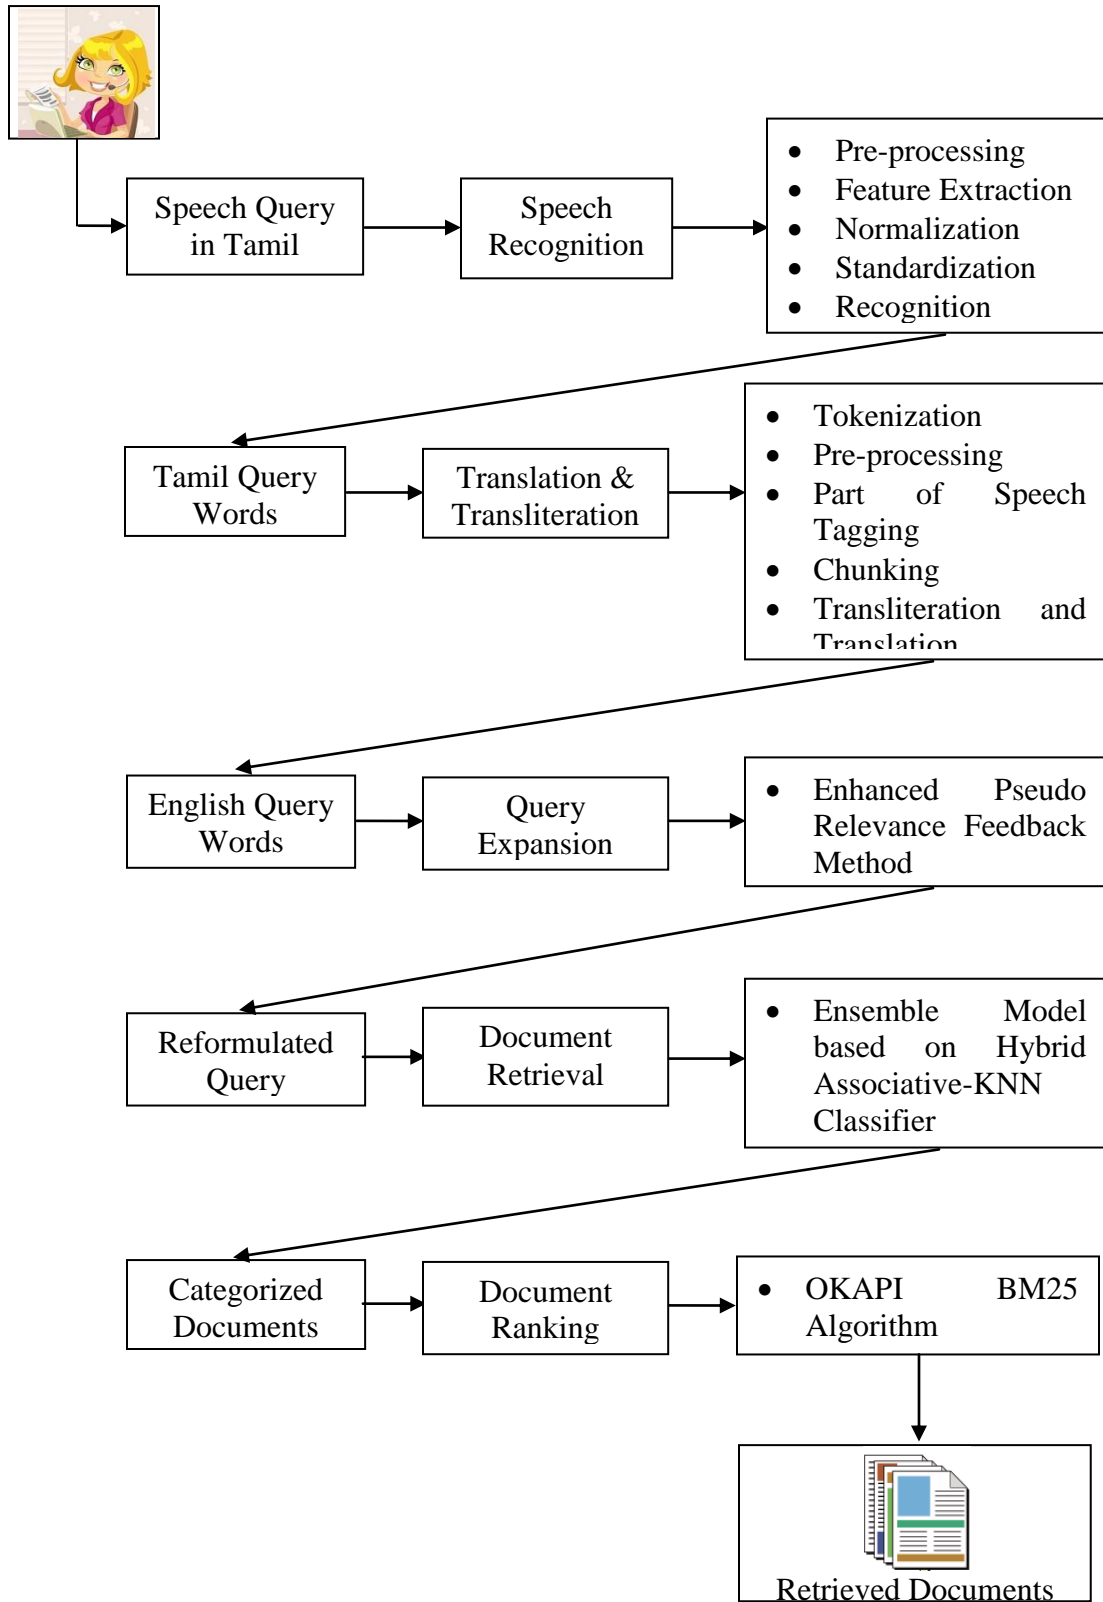 Speech Query
in Tamil
Speech
Recognition
• Pre-processing
• Feature Extraction
• Normalization
• Standardization
• Recognition
Tamil Query
Words
Translation &
Transliteration
• Tokenization
• Pre-processing
• Part of Speech
Tagging
• Chunking
• Transliteration and
Translation
English Query
Words
Query
Expansion
• Enhanced Pseudo
Relevance Feedback
Method
Reformulated
Query
Document
Retrieval
• Ensemble Model
based on Hybrid
Associative-KNN
Classifier
Categorized
Documents
Document
Ranking
• OKAPI BM25
Algorithm
Retrieved Documents